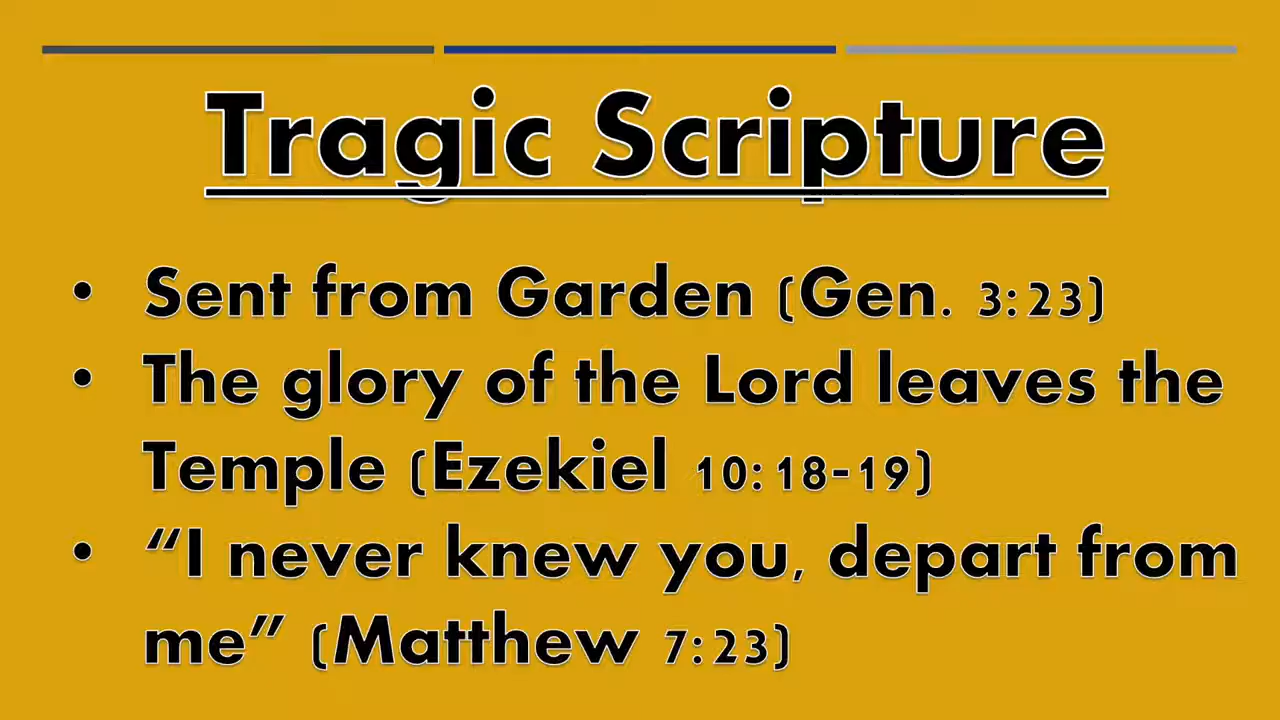 Tragic Scripture
• Sent from Garden (Gen. 3:23)
• The glory of the Lord leaves the
Temple (Ezekiel 10:18-19)
• “I never knew you, depart from
me” (Matthew 7:23)